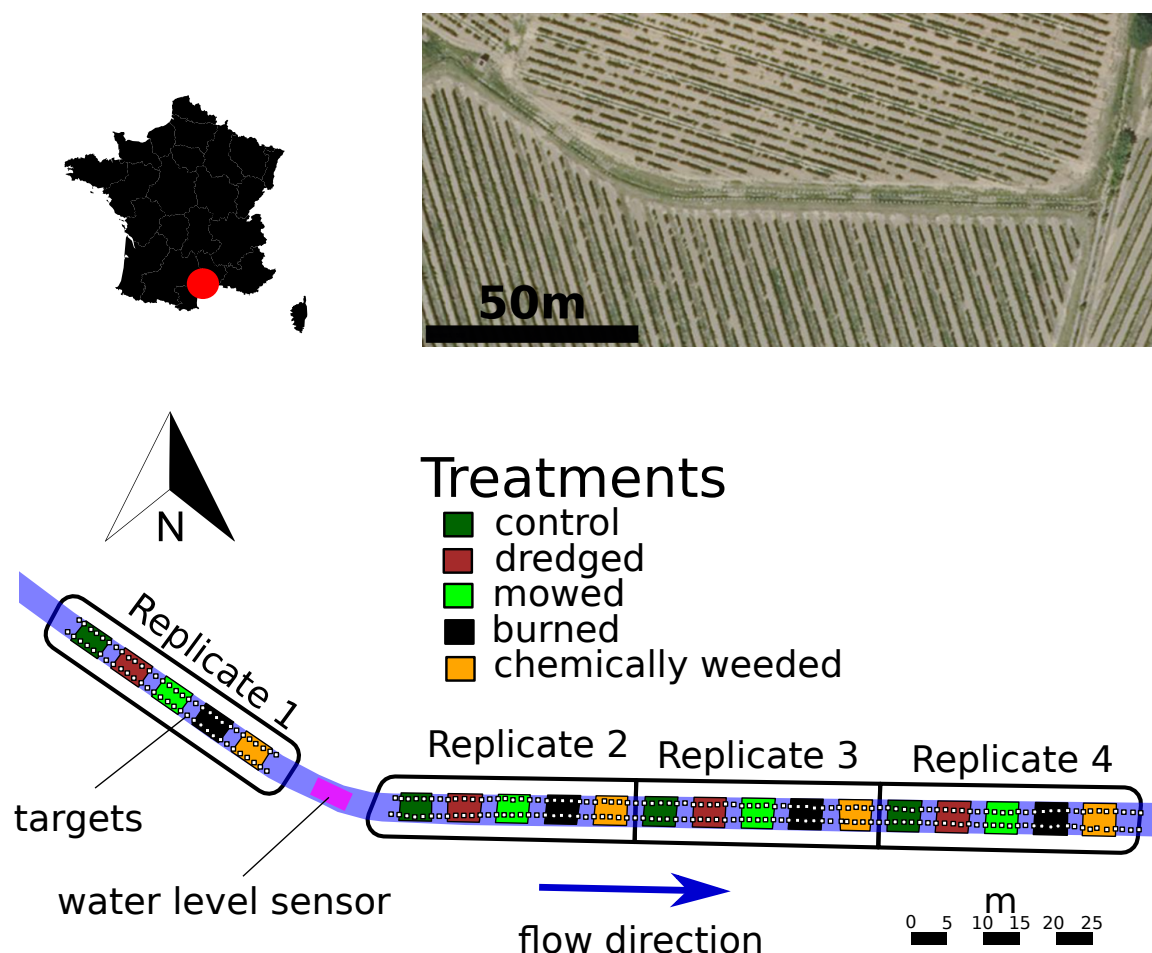 50m
N
Treatments
control
dredged
mowed
burned
chemically weeded
Replicate 1
Replicate 2
Replicate 3
Replicate 4
targets
water level sensor
flow direction
m
0 5 10 15 20 25